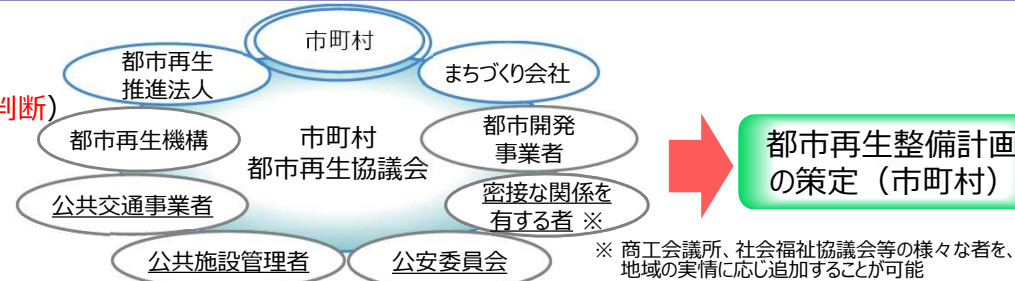 市町村
都市再生
推進法人
まちづくり会社
判断)
都市再生機構
市町村
都市再生協議会
都市開発
事業者
都市再生整備計画
の策定（市町村）
公共交通事業者
密接な関係を
有する者 ※
公共施設管理者
公安委員会
※ 商工会議所、社会福祉協議会等の様々な者を、
地域の実情に応じ追加することが可能